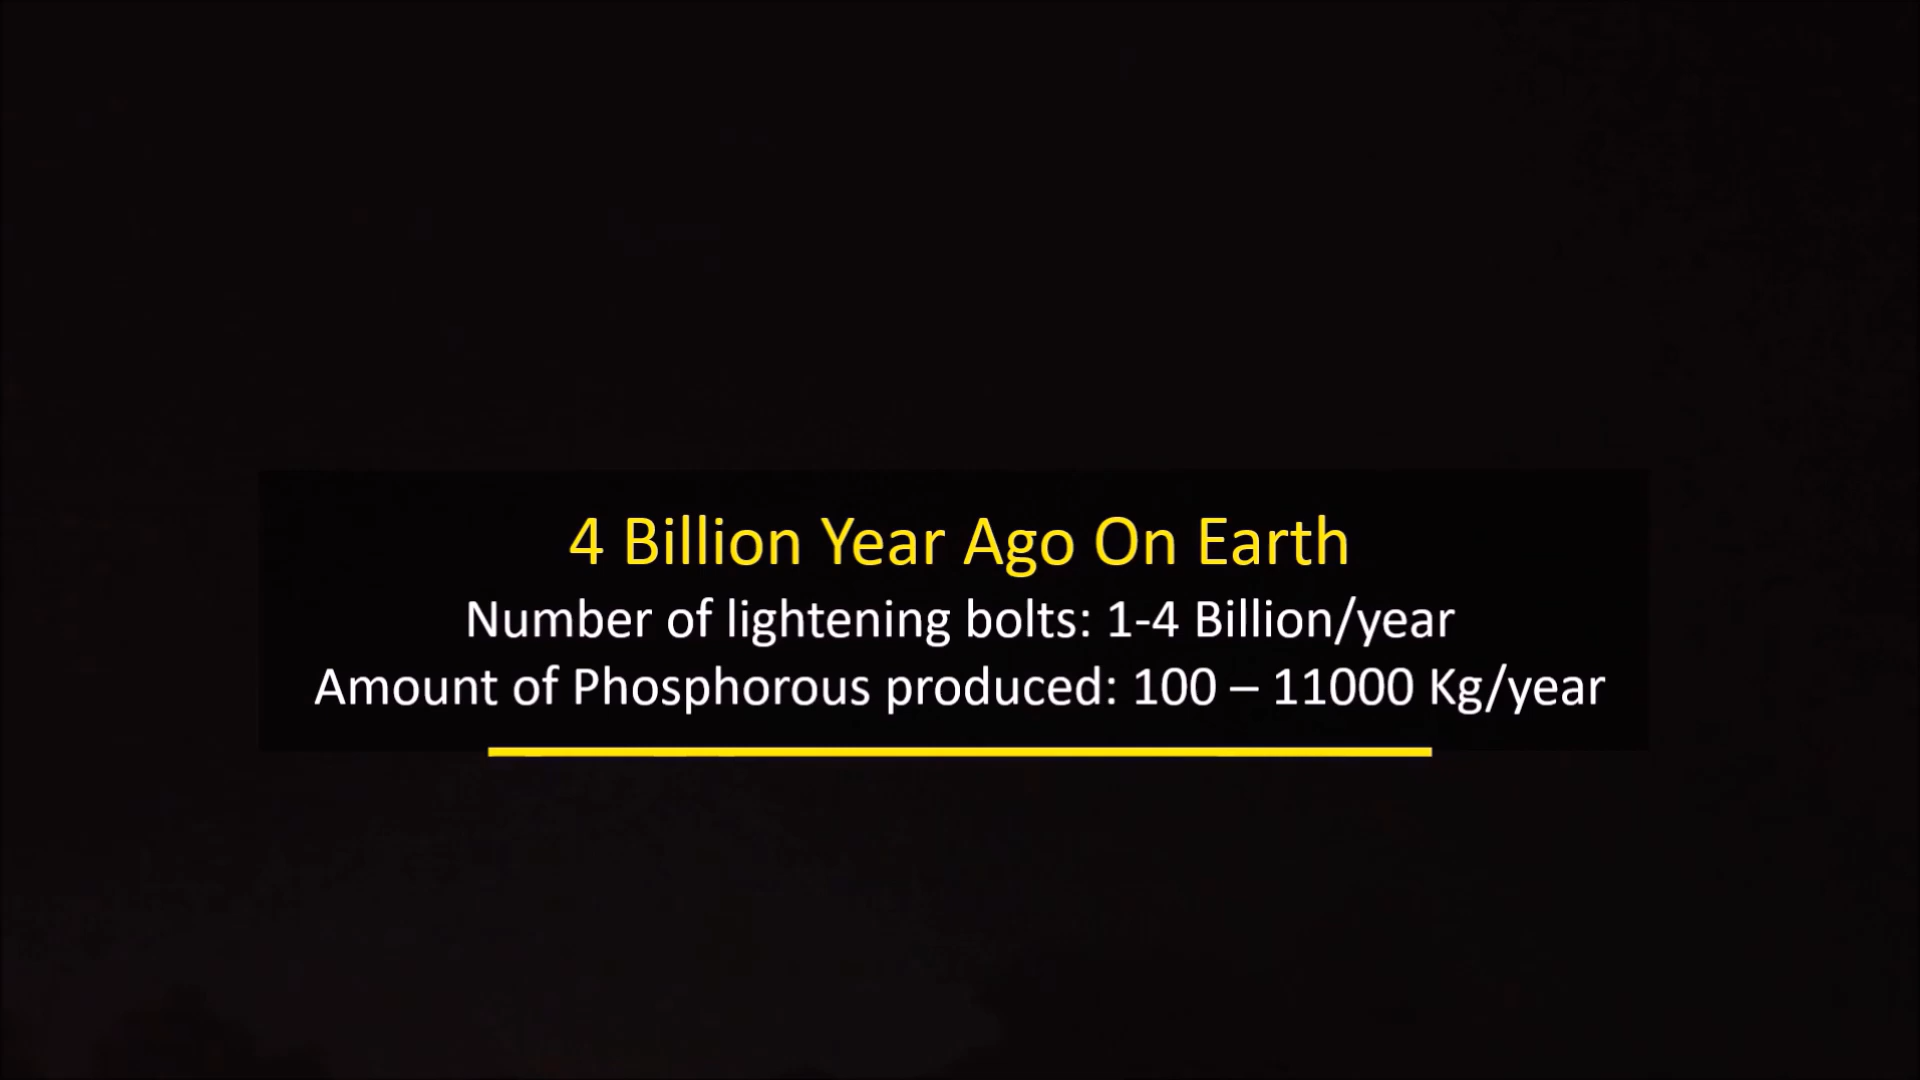 4 Billion Year Ago On Earth
Number of lightening bolts: 1-4 Billion/year
Amount of Phosphorous produced: 100 – 11000 Kg/year